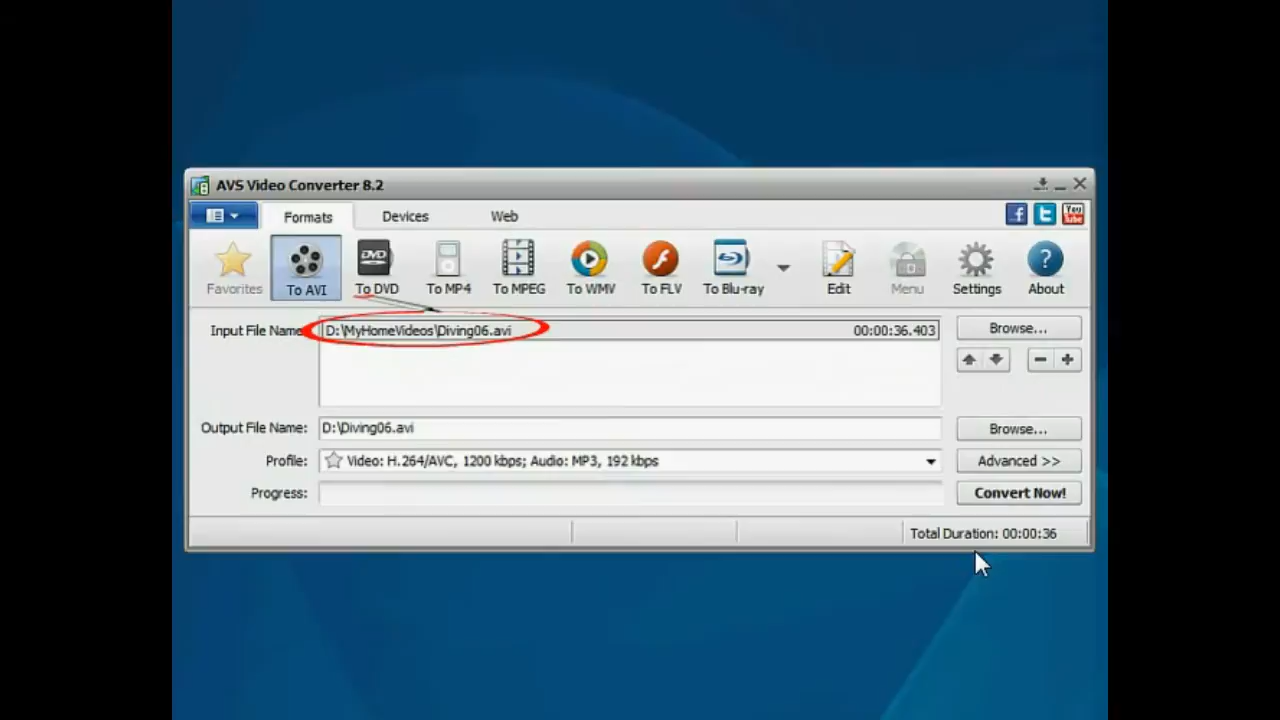 AVS Video Converter 8.2
Formats Devices Web
f t You Tube
Favorites To AVI DVD To DVD To MP4 To MPEG To WMV To FLV To Blu-ray Edit Menu Settings ? About
Input File Name: D:\MyHomeVideos\Diving06.avi 00:00:36.403 Browse...
Output File Name: D:\Diving06.avi Browse...
Profile: Video: H.264/AVC, 1200 kbps; Audio: MP3, 192 kbps Advanced >>
Progress: Convert Now!
Total Duration: 00:00:36